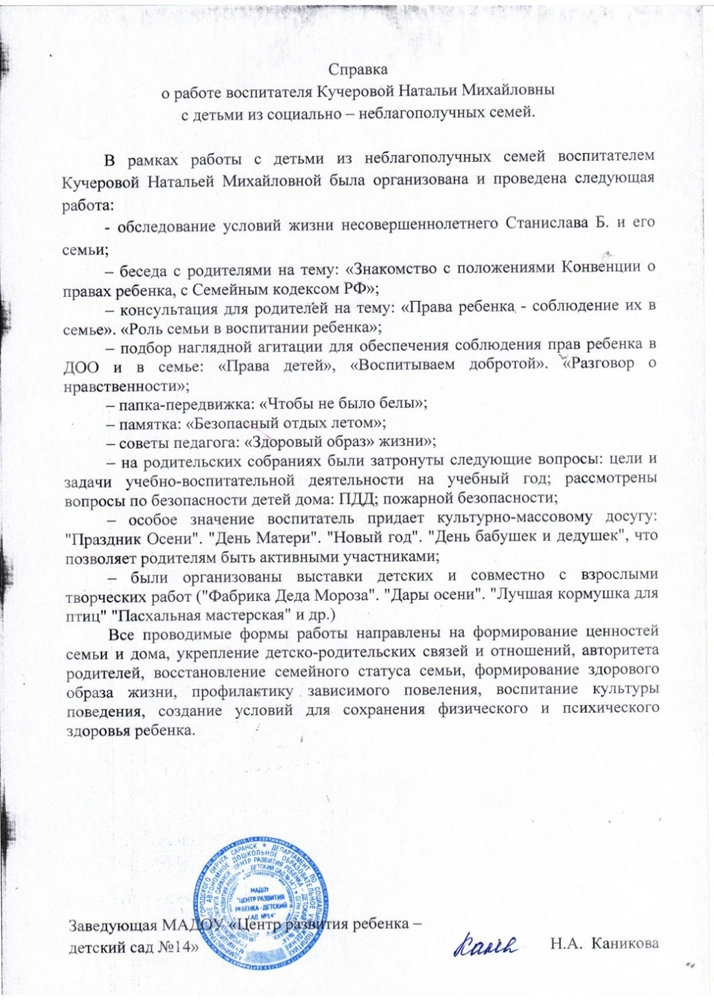 Справка
о работе воспитателя Кучеровой Натальи Михайловны
с детьми из социально – неблагополучных семей.
В рамках работы с детьми из неблагополучных семей воспитателем
Кучеровой Натальей Михайловной была организована и проведена следующая
работа:
- обследование условий жизни несовершеннолетнего Станислава Б. и его
семьи;
– беседа с родителями на тему: «Знакомство с положениями Конвенции о
правах ребенка, с Семейным кодексом РФ»;
– консультация для родителей на тему: «Права ребенка - соблюдение их в
семье». «Роль семьи в воспитании ребенка»;
– подбор наглядной агитации для обеспечения соблюдения прав ребенка в
ДОО и в семье: «Права детей», «Воспитываем добротой». «Разговор о
нравственности»;
– папка-передвижка: «Чтобы не было белы»;
– памятка: «Безопасный отдых летом»;
– советы педагога: «Здоровый образ» жизни»;
– на родительских собраниях были затронуты следующие вопросы: цели и
задачи учебно-воспитательной деятельности на учебный год; рассмотрены
вопросы по безопасности детей дома: ПДД; пожарной безопасности;
– особое значение воспитатель придает культурно-массовому досугу:
"Праздник Осени". "День Матери". "Новый год". "День бабушек и дедушек", что
позволяет родителям быть активными участниками;
– были организованы выставки детских и совместно с взрослыми
творческих работ ("Фабрика Деда Мороза". "Дары осени". "Лучшая кормушка для
птиц" "Пасхальная мастерская" и др.)
Все проводимые формы работы направлены на формирование ценностей
семьи и дома, укрепление детско-родительских связей и отношений, авторитета
родителей, восстановление семейного статуса семьи, формирование здорового
образа жизни, профилактику зависимого повеления, воспитание культуры
поведения, создание условий для сохранения физического и психического
здоровья ребенка.
МАДОУ
"ЦЕНТР РАЗВИТИЯ
РЕБЕНКА - ДЕТСКИЙ
САД №14"
Заведующая МАДОУ «Центр развития ребенка –
детский сад №14»
Н.А. Каникова